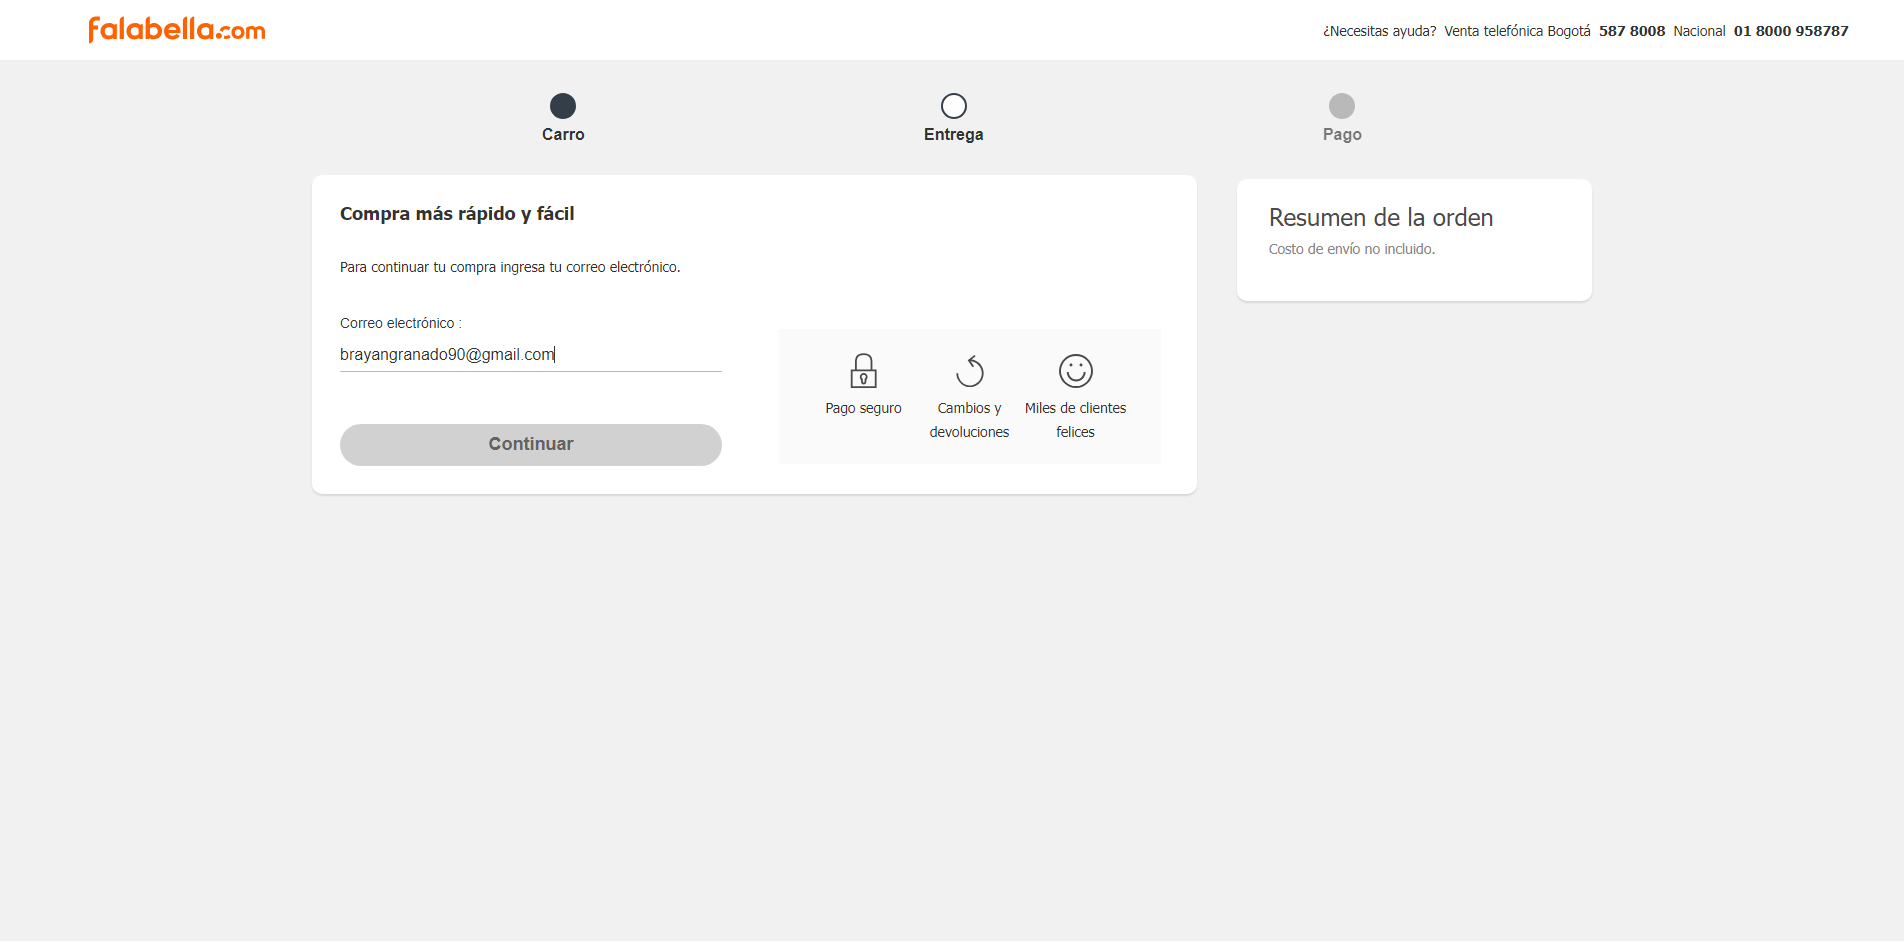 falabella.com
¿Necesitas ayuda? Venta telefónica Bogotá 587 8008 Nacional 01 8000 958787
Carro
Entrega
Pago
Compra más rápido y fácil
Para continuar tu compra ingresa tu correo electrónico.
Correo electrónico :
brayangranado90@gmail.com
Continuar
Pago seguro
Cambios y
devoluciones
Miles de clientes
felices
Resumen de la orden
Costo de envío no incluido.